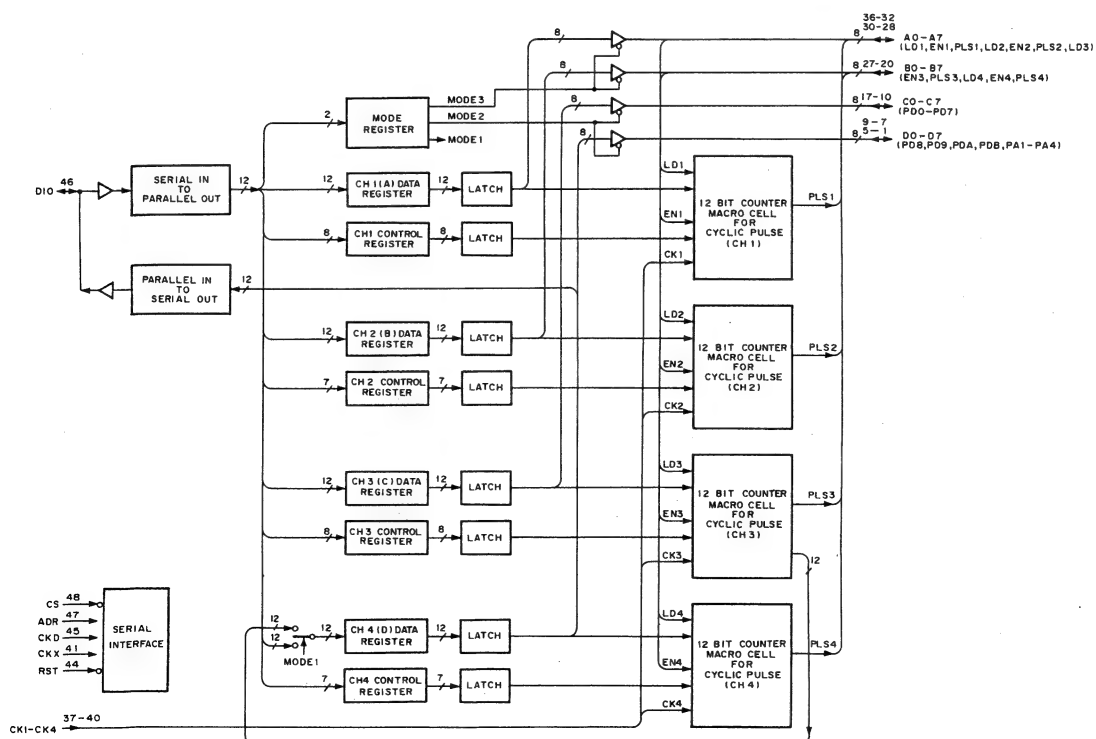 36-32
30-28
8 8 A0-A7
(LD1, EN1, PLS1, LD2, EN2, PLS2, LD3)
8 8 27-20 B0-B7
(EN3, PLS3, LD4, EN4, PLS4)
8 8 17-10 C0-C7
(PD0-PD7)
9-7
8 8 5-1 D0-D7
(PD8, PD9, PDA, PDB, PA1-PA4)
2 MODE REGISTER
MODE3
MODE2
MODE1
DIO 46
SERIAL IN TO PARALLEL OUT
12
12 CH 1(A) DATA REGISTER 12 LATCH
8 CH1 CONTROL REGISTER 8 LATCH
LD1
EN1
CK1
12 BIT COUNTER MACRO CELL FOR CYCLIC PULSE (CH 1)
PLS1
PARALLEL IN TO SERIAL OUT
12
12 CH 2 (B) DATA REGISTER 12 LATCH
7 CH 2 CONTROL REGISTER 7 LATCH
LD2
EN2
CK2
12 BIT COUNTER MACRO CELL FOR CYCLIC PULSE (CH 2)
PLS2
12 CH 3 (C) DATA REGISTER 12 LATCH
8 CH 3 CONTROL REGISTER 8 LATCH
LD3
EN3
CK3
12 BIT COUNTER MACRO CELL FOR CYCLIC PULSE (CH 3)
PLS3
12
CS 48
ADR 47
CKD 45
CKX 41
RST 44
SERIAL INTERFACE
12
12
MODE1
12 CH 4 (D) DATA REGISTER 12 LATCH
7 CH4 CONTROL REGISTER 7 LATCH
LD4
EN4
CK4
12 BIT COUNTER MACRO CELL FOR CYCLIC PULSE (CH 4)
PLS4
CK1-CK4 37-40